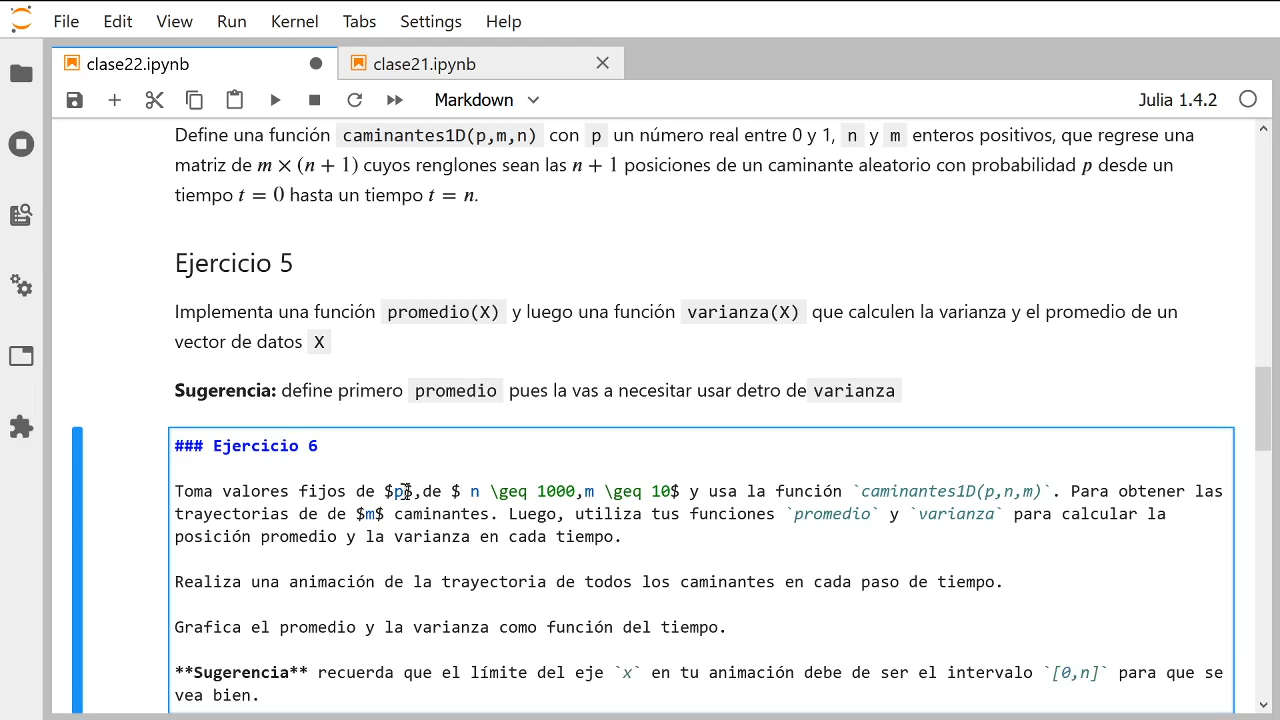 File Edit View Run Kernel Tabs Settings Help
clase22.ipynb
clase21.ipynb
Markdown
Julia 1.4.2
Define una función caminantes1D(p,m,n) con p un número real entre 0 y 1, n y m enteros positivos, que regrese una
matriz de m × (n + 1) cuyos renglones sean las n + 1 posiciones de un caminante aleatorio con probabilidad p desde un
tiempo t = 0 hasta un tiempo t = n.
Ejercicio 5
Implementa una función promedio(X) y luego una función varianza(X) que calculen la varianza y el promedio de un
vector de datos X
Sugerencia: define primero promedio pues la vas a necesitar usar detro de varianza
### Ejercicio 6
Toma valores fijos de $p$,de $ n \geq 1000,m \geq 10$ y usa la función `caminantes1D(p,n,m)`. Para obtener las
trayectorias de de $m$ caminantes. Luego, utiliza tus funciones `promedio` y `varianza` para calcular la
posición promedio y la varianza en cada tiempo.
Realiza una animación de la trayectoria de todos los caminantes en cada paso de tiempo.
Grafica el promedio y la varianza como función del tiempo.
**Sugerencia** recuerda que el límite del eje `x` en tu animación debe de ser el intervalo `[0,n]` para que se
vea bien.